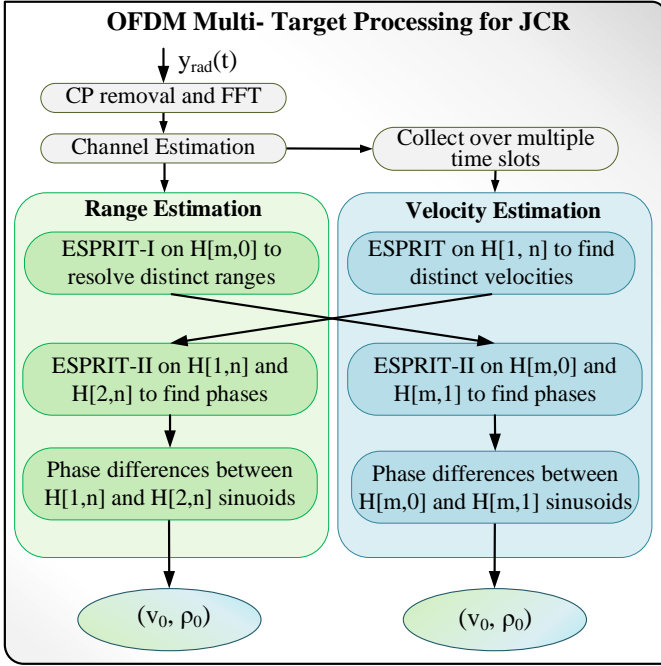 OFDM Multi- Target Processing for JCR
y_rad(t)
CP removal and FFT
Channel Estimation
Collect over multiple
time slots
Range Estimation
ESPRIT-I on H[m,0] to
resolve distinct ranges
ESPRIT-II on H[1,n] and
H[2,n] to find phases
Phase differences between
H[1,n] and H[2,n] sinuoids
(v₀, ρ₀)
Velocity Estimation
ESPRIT on H[1, n] to find
distinct velocities
ESPRIT-II on H[m,0] and
H[m,1] to find phases
Phase differences between
H[m,0] and H[m,1] sinusoids
(v₀, ρ₀)